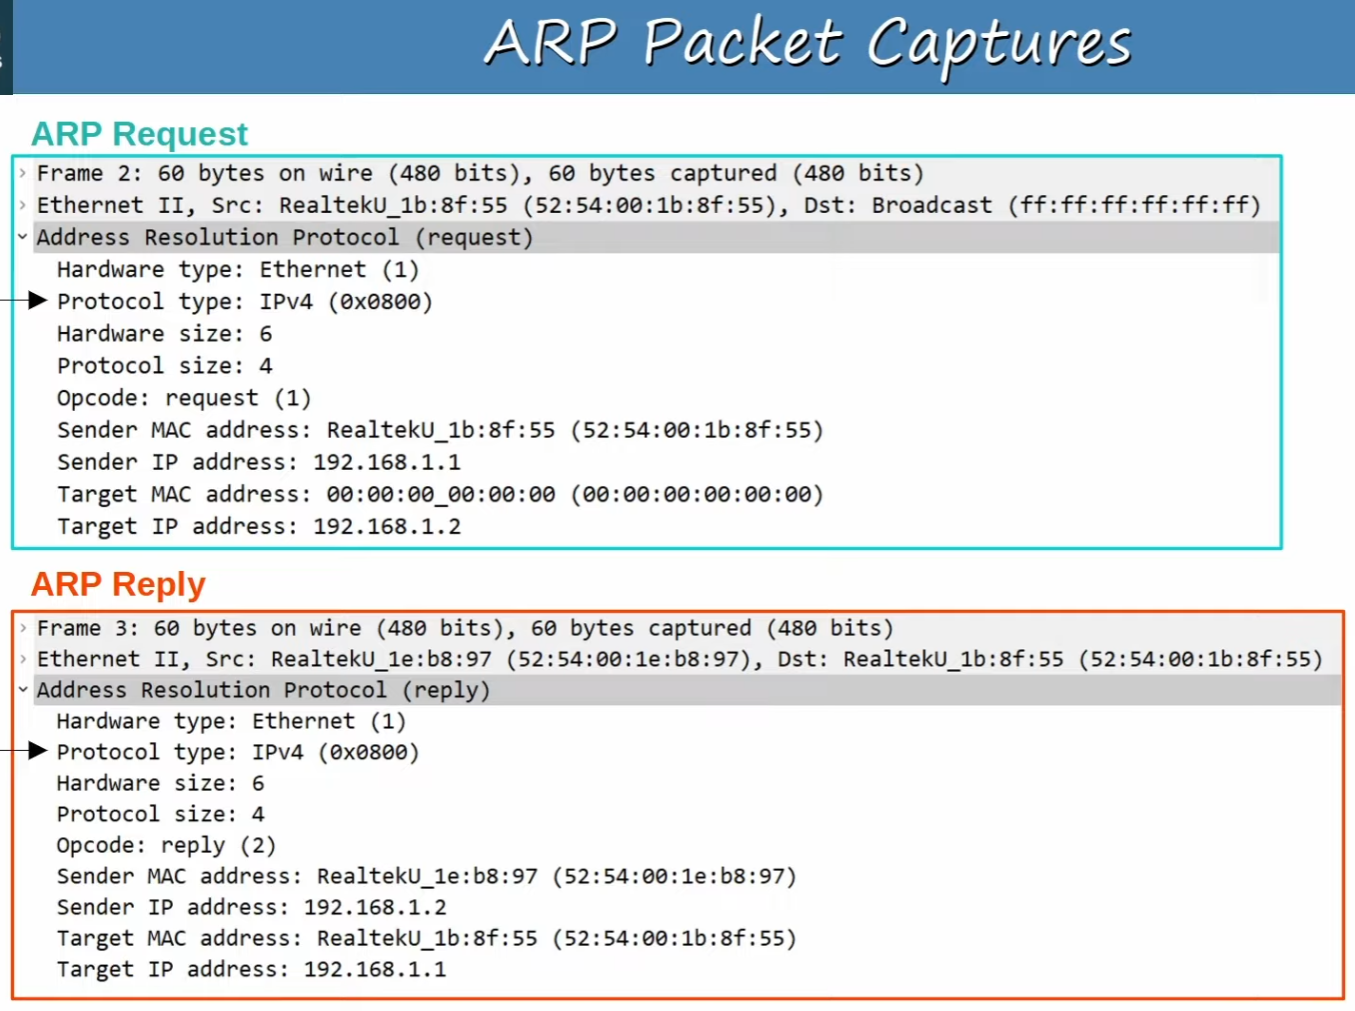 ARP Packet Captures
ARP Request
Frame 2: 60 bytes on wire (480 bits), 60 bytes captured (480 bits)
Ethernet II, Src: RealtekU_1b:8f:55 (52:54:00:1b:8f:55), Dst: Broadcast (ff:ff:ff:ff:ff:ff)
Address Resolution Protocol (request)
Hardware type: Ethernet (1)
Protocol type: IPv4 (0x0800)
Hardware size: 6
Protocol size: 4
Opcode: request (1)
Sender MAC address: RealtekU_1b:8f:55 (52:54:00:1b:8f:55)
Sender IP address: 192.168.1.1
Target MAC address: 00:00:00_00:00:00 (00:00:00:00:00:00)
Target IP address: 192.168.1.2
ARP Reply
Frame 3: 60 bytes on wire (480 bits), 60 bytes captured (480 bits)
Ethernet II, Src: RealtekU_1e:b8:97 (52:54:00:1e:b8:97), Dst: RealtekU_1b:8f:55 (52:54:00:1b:8f:55)
Address Resolution Protocol (reply)
Hardware type: Ethernet (1)
Protocol type: IPv4 (0x0800)
Hardware size: 6
Protocol size: 4
Opcode: reply (2)
Sender MAC address: RealtekU_1e:b8:97 (52:54:00:1e:b8:97)
Sender IP address: 192.168.1.2
Target MAC address: RealtekU_1b:8f:55 (52:54:00:1b:8f:55)
Target IP address: 192.168.1.1